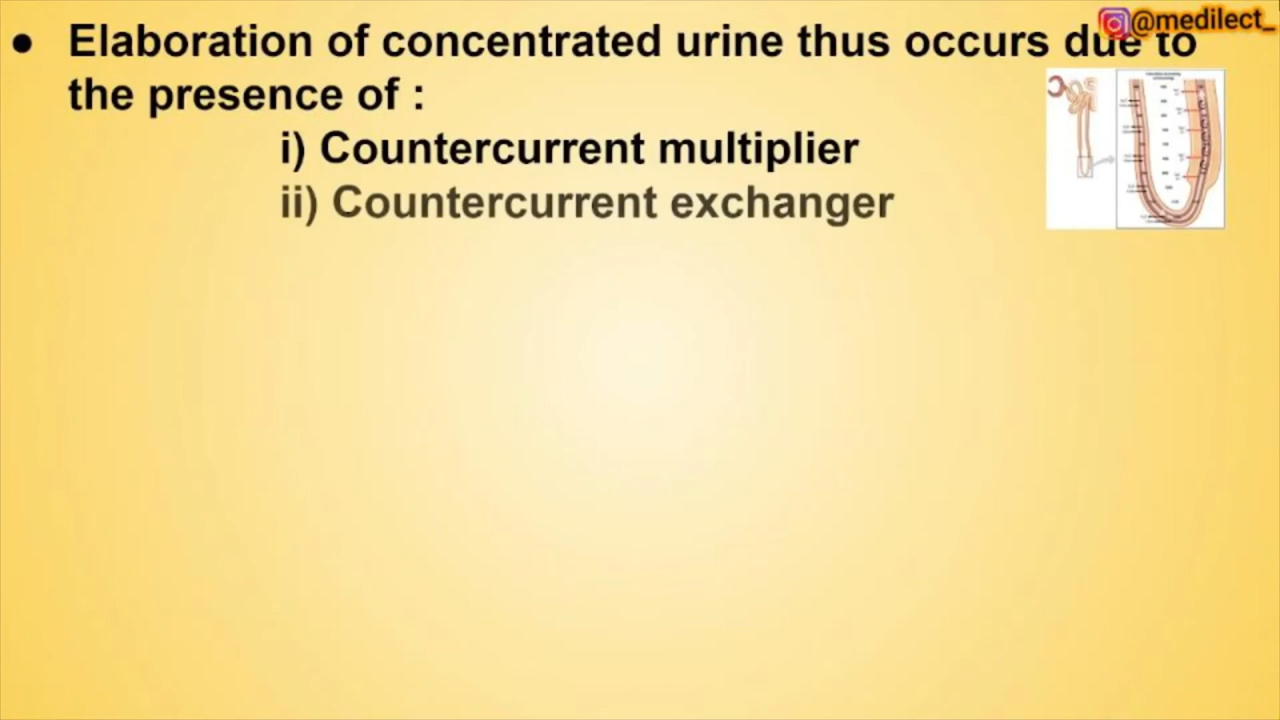 @medilect_
● Elaboration of concentrated urine thus occurs due to
the presence of :
i) Countercurrent multiplier
ii) Countercurrent exchanger